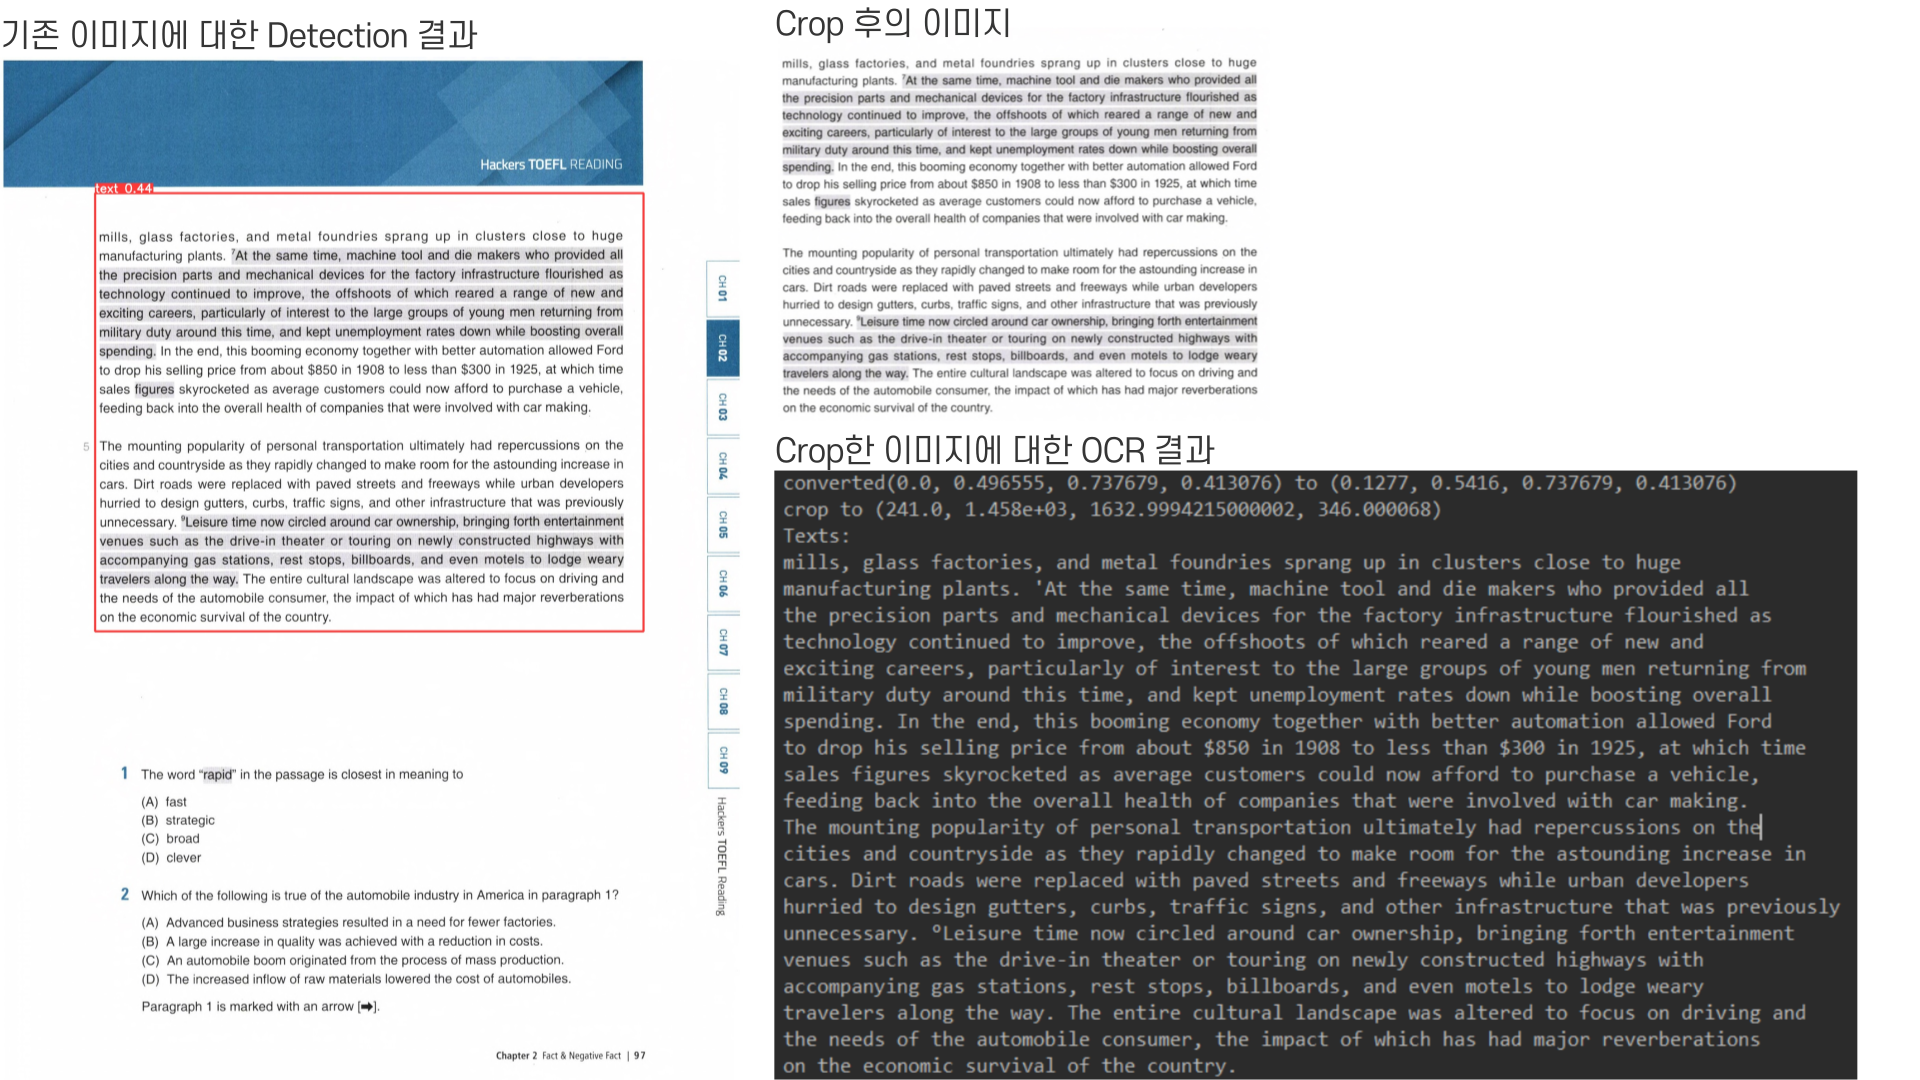 기존 이미지에 대한 Detection 결과
Hackers TOEFL READING
text 0.44
mills, glass factories, and metal foundries sprang up in clusters close to huge
manufacturing plants. ⁷At the same time, machine tool and die makers who provided all
the precision parts and mechanical devices for the factory infrastructure flourished as
technology continued to improve, the offshoots of which reared a range of new and
exciting careers, particularly of interest to the large groups of young men returning from
military duty around this time, and kept unemployment rates down while boosting overall
spending. In the end, this booming economy together with better automation allowed Ford
to drop his selling price from about $850 in 1908 to less than $300 in 1925, at which time
sales figures skyrocketed as average customers could now afford to purchase a vehicle,
feeding back into the overall health of companies that were involved with car making.
5 The mounting popularity of personal transportation ultimately had repercussions on the
cities and countryside as they rapidly changed to make room for the astounding increase in
cars. Dirt roads were replaced with paved streets and freeways while urban developers
hurried to design gutters, curbs, traffic signs, and other infrastructure that was previously
unnecessary. ⁹Leisure time now circled around car ownership, bringing forth entertainment
venues such as the drive-in theater or touring on newly constructed highways with
accompanying gas stations, rest stops, billboards, and even motels to lodge weary
travelers along the way. The entire cultural landscape was altered to focus on driving and
the needs of the automobile consumer, the impact of which has had major reverberations
on the economic survival of the country.
1 The word “rapid” in the passage is closest in meaning to
(A) fast
(B) strategic
(C) broad
(D) clever
2 Which of the following is true of the automobile industry in America in paragraph 1?
(A) Advanced business strategies resulted in a need for fewer factories.
(B) A large increase in quality was achieved with a reduction in costs.
(C) An automobile boom originated from the process of mass production.
(D) The increased inflow of raw materials lowered the cost of automobiles.
Paragraph 1 is marked with an arrow [➡].
Chapter 2 Fact & Negative Fact | 97
CH 01
CH 02
CH 03
CH 04
CH 05
CH 06
CH 07
CH 08
CH 09
Hackers TOEFL Reading
Crop 후의 이미지
mills, glass factories, and metal foundries sprang up in clusters close to huge
manufacturing plants. ⁷At the same time, machine tool and die makers who provided all
the precision parts and mechanical devices for the factory infrastructure flourished as
technology continued to improve, the offshoots of which reared a range of new and
exciting careers, particularly of interest to the large groups of young men returning from
military duty around this time, and kept unemployment rates down while boosting overall
spending. In the end, this booming economy together with better automation allowed Ford
to drop his selling price from about $850 in 1908 to less than $300 in 1925, at which time
sales figures skyrocketed as average customers could now afford to purchase a vehicle,
feeding back into the overall health of companies that were involved with car making.
The mounting popularity of personal transportation ultimately had repercussions on the
cities and countryside as they rapidly changed to make room for the astounding increase in
cars. Dirt roads were replaced with paved streets and freeways while urban developers
hurried to design gutters, curbs, traffic signs, and other infrastructure that was previously
unnecessary. ⁹Leisure time now circled around car ownership, bringing forth entertainment
venues such as the drive-in theater or touring on newly constructed highways with
accompanying gas stations, rest stops, billboards, and even motels to lodge weary
travelers along the way. The entire cultural landscape was altered to focus on driving and
the needs of the automobile consumer, the impact of which has had major reverberations
on the economic survival of the country.
Crop한 이미지에 대한 OCR 결과
converted(0.0, 0.496555, 0.737679, 0.413076) to (0.1277, 0.5416, 0.737679, 0.413076)
crop to (241.0, 1.458e+03, 1632.9994215000002, 346.000068)
Texts:
mills, glass factories, and metal foundries sprang up in clusters close to huge
manufacturing plants. 'At the same time, machine tool and die makers who provided all
the precision parts and mechanical devices for the factory infrastructure flourished as
technology continued to improve, the offshoots of which reared a range of new and
exciting careers, particularly of interest to the large groups of young men returning from
military duty around this time, and kept unemployment rates down while boosting overall
spending. In the end, this booming economy together with better automation allowed Ford
to drop his selling price from about $850 in 1908 to less than $300 in 1925, at which time
sales figures skyrocketed as average customers could now afford to purchase a vehicle,
feeding back into the overall health of companies that were involved with car making.
The mounting popularity of personal transportation ultimately had repercussions on the
cities and countryside as they rapidly changed to make room for the astounding increase in
cars. Dirt roads were replaced with paved streets and freeways while urban developers
hurried to design gutters, curbs, traffic signs, and other infrastructure that was previously
unnecessary. °Leisure time now circled around car ownership, bringing forth entertainment
venues such as the drive-in theater or touring on newly constructed highways with
accompanying gas stations, rest stops, billboards, and even motels to lodge weary
travelers along the way. The entire cultural landscape was altered to focus on driving and
the needs of the automobile consumer, the impact of which has had major reverberations
on the economic survival of the country.